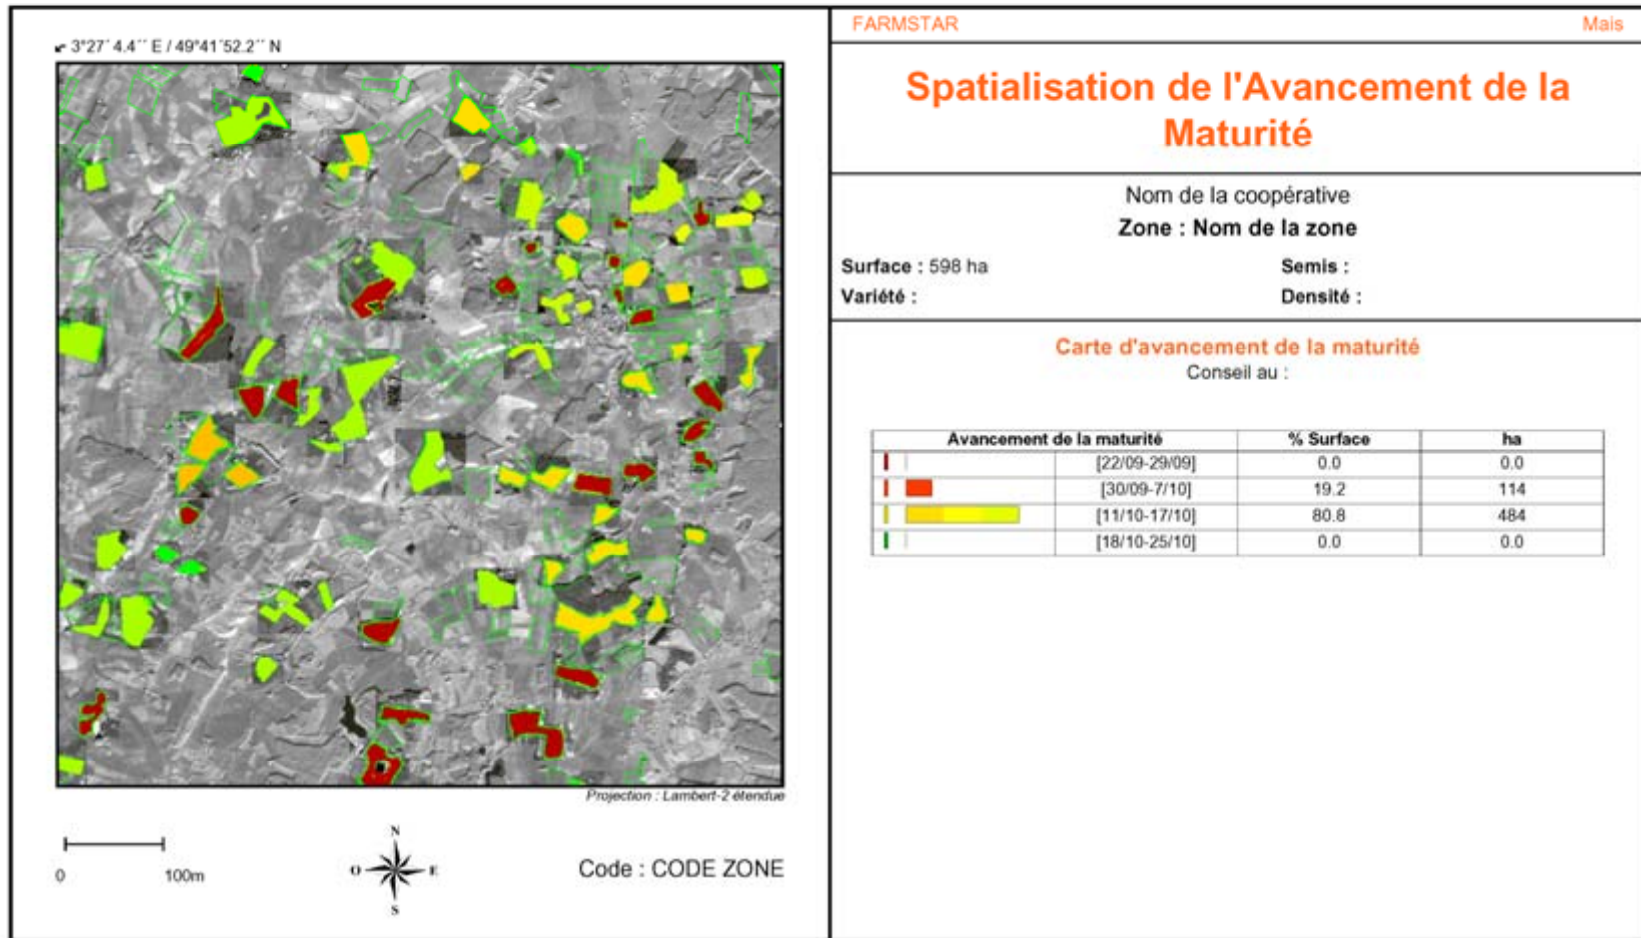 3°27´4.4´´ E / 49°41´52.2´´ N
Projection : Lambert-2 étendue
0 100m
N
O E
S
Code : CODE ZONE
FARMSTAR Mais
Spatialisation de l'Avancement de la
Maturité
Nom de la coopérative
Zone : Nom de la zone
Surface : 598 ha Semis :
Variété : Densité :
Carte d'avancement de la maturité
Conseil au :
Avancement de la maturité % Surface ha
[22/09-29/09] 0.0 0.0
[30/09-7/10] 19.2 114
[11/10-17/10] 80.8 484
[18/10-25/10] 0.0 0.0